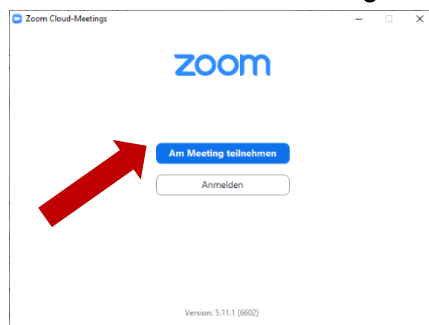 Zoom Cloud-Meetings
zoom
Am Meeting teilnehmen
Anmelden
Version: 5.11.1 (6602)